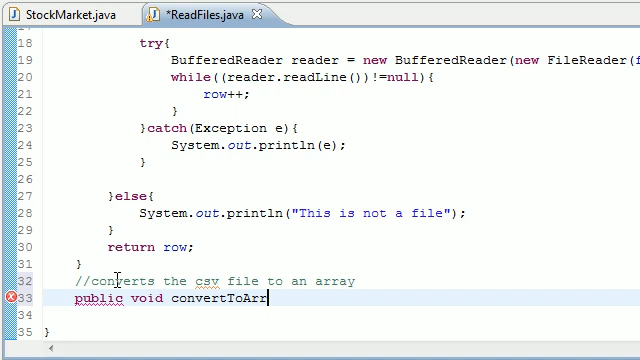 StockMarket.java *ReadFiles.java
18 try{
19 BufferedReader reader = new BufferedReader(new FileReader(f
20 while((reader.readLine())!=null){
21 row++;
22 }
23 }catch(Exception e){
24 System.out.println(e);
25 }
26
27 }else{
28 System.out.println("This is not a file");
29 }
30 return row;
31 }
32 //converts the csv file to an array
33 public void convertToArr
34
35 }